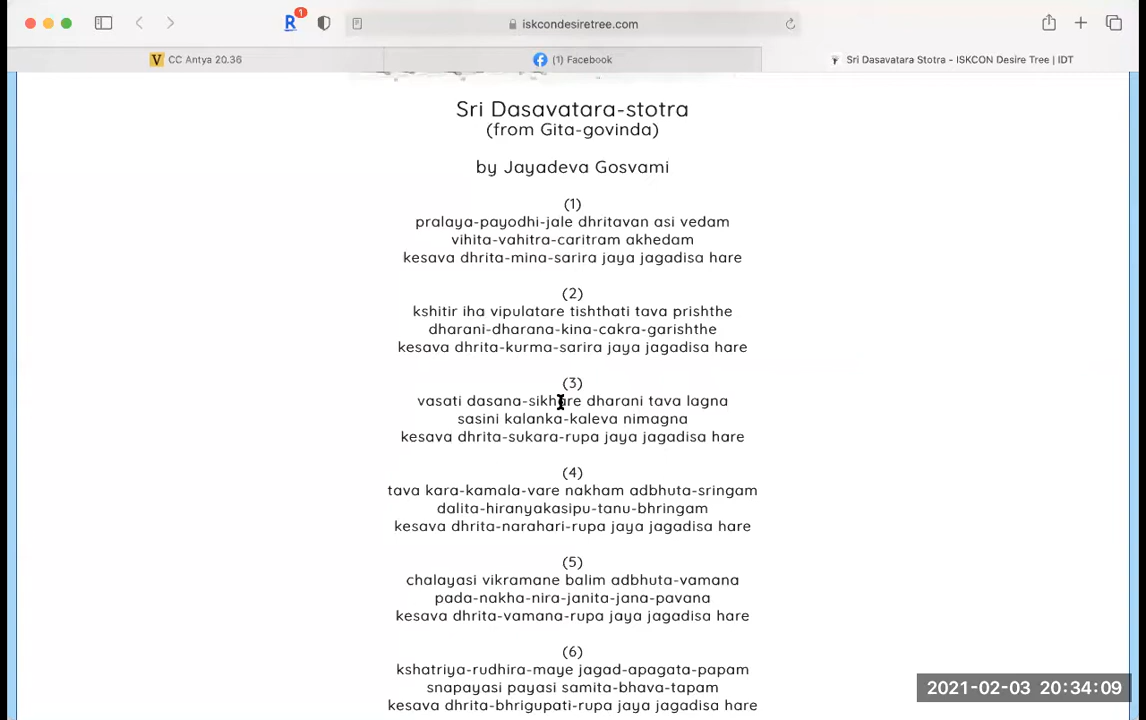 1
R
iskcondesiretree.com
V CC Antya 20.36
(1) Facebook
Sri Dasavatara Stotra - ISKCON Desire Tree | IDT
Sri Dasavatara-stotra
(from Gita-govinda)
by Jayadeva Gosvami
(1)
pralaya-payodhi-jale dhritavan asi vedam
vihita-vahitra-caritram akhedam
kesava dhrita-mina-sarira jaya jagadisa hare
(2)
kshitir iha vipulatare tishthati tava prishthe
dharani-dharana-kina-cakra-garishthe
kesava dhrita-kurma-sarira jaya jagadisa hare
(3)
vasati dasana-sikhare dharani tava lagna
sasini kalanka-kaleva nimagna
kesava dhrita-sukara-rupa jaya jagadisa hare
(4)
tava kara-kamala-vare nakham adbhuta-sringam
dalita-hiranyakasipu-tanu-bhringam
kesava dhrita-narahari-rupa jaya jagadisa hare
(5)
chalayasi vikramane balim adbhuta-vamana
pada-nakha-nira-janita-jana-pavana
kesava dhrita-vamana-rupa jaya jagadisa hare
(6)
kshatriya-rudhira-maye jagad-apagata-papam
snapayasi payasi samita-bhava-tapam
kesava dhrita-bhrigupati-rupa jaya jagadisa hare
2021-02-03 20:34:09